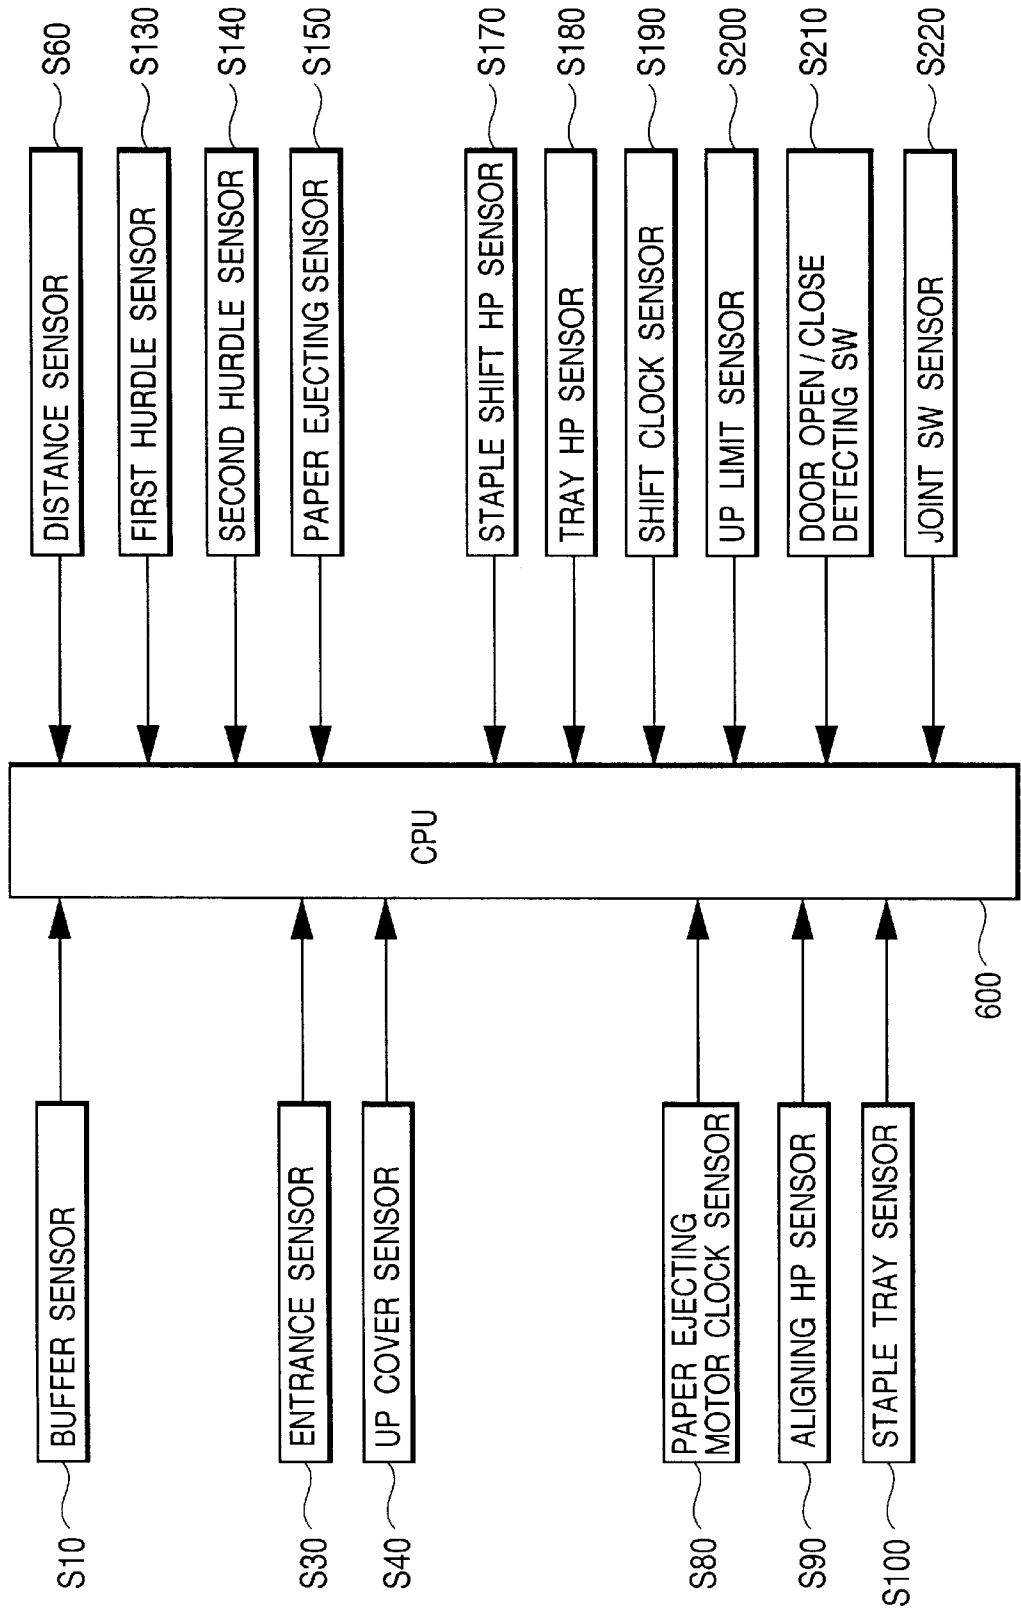 S10
BUFFER SENSOR
S30
ENTRANCE SENSOR
S40
UP COVER SENSOR
S80
PAPER EJECTING
MOTOR CLOCK SENSOR
S90
ALIGNING HP SENSOR
S100
STAPLE TRAY SENSOR
CPU
600
DISTANCE SENSOR
S60
FIRST HURDLE SENSOR
S130
SECOND HURDLE SENSOR
S140
PAPER EJECTING SENSOR
S150
STAPLE SHIFT HP SENSOR
S170
TRAY HP SENSOR
S180
SHIFT CLOCK SENSOR
S190
UP LIMIT SENSOR
S200
DOOR OPEN / CLOSE
DETECTING SW
S210
JOINT SW SENSOR
S220